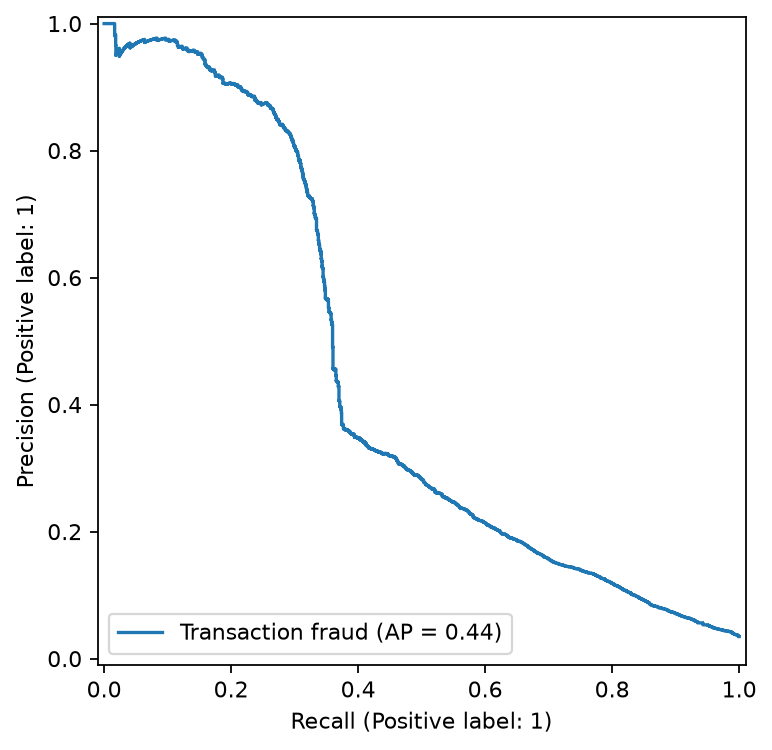 1.0
0.8
0.6
0.4
0.2
0.0
Precision (Positive label: 1)
Transaction fraud (AP = 0.44)
0.0 0.2 0.4 0.6 0.8 1.0
Recall (Positive label: 1)